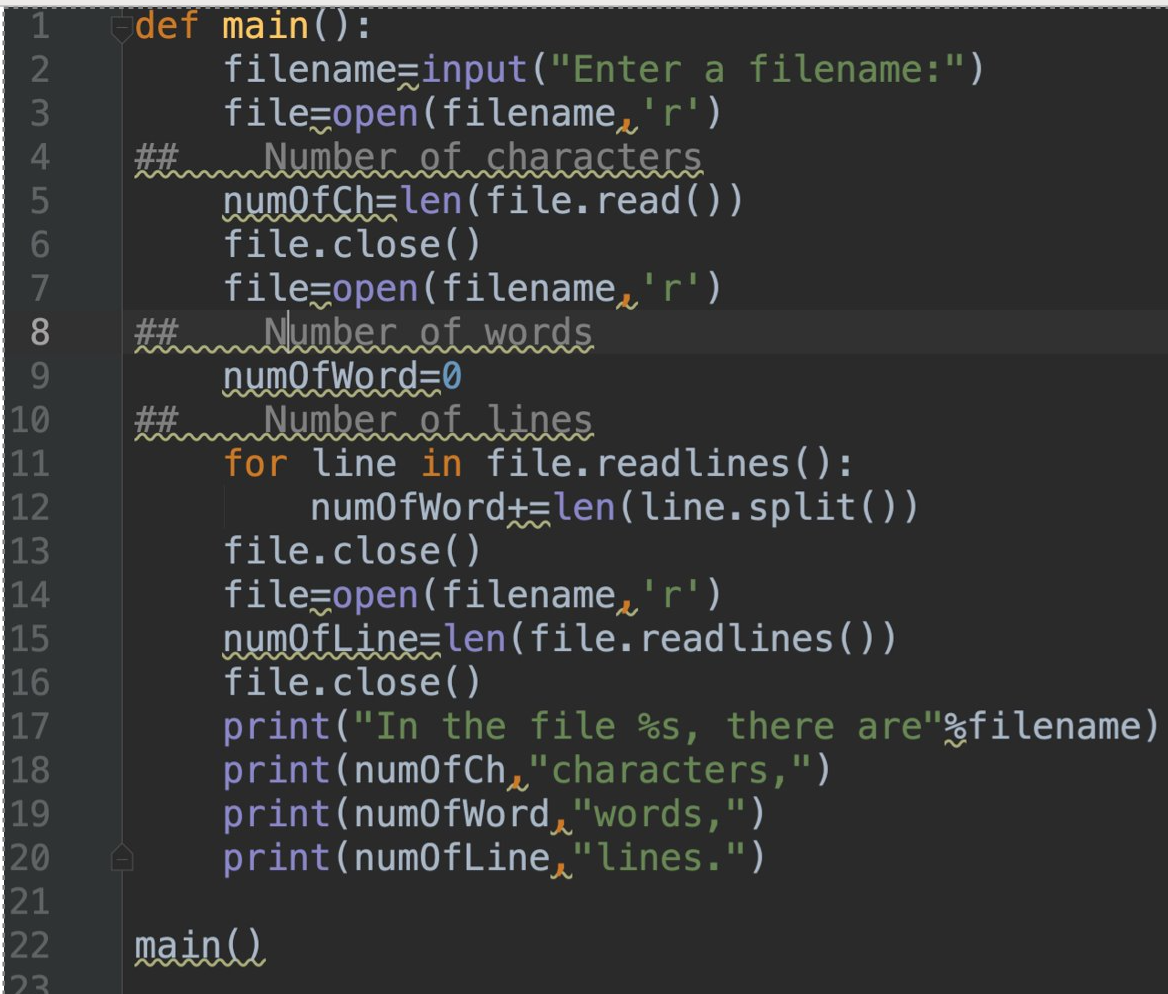 1 def main():
2 filename=input("Enter a filename:")
3 file=open(filename,'r')
4 ##    Number of characters
5 numOfCh=len(file.read())
6 file.close()
7 file=open(filename,'r')
8 ##    Number of words
9 numOfWord=0
10 ##    Number of lines
11 for line in file.readlines():
12 numOfWord+=len(line.split())
13 file.close()
14 file=open(filename,'r')
15 numOfLine=len(file.readlines())
16 file.close()
17 print("In the file %s, there are"%filename)
18 print(numOfCh,"characters,")
19 print(numOfWord,"words,")
20 print(numOfLine,"lines.")
21
22 main()
23